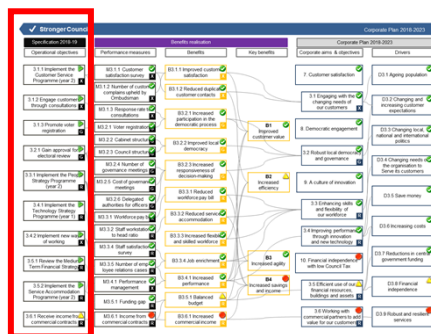 StrongerCounc
Corporate Plan 2018-2023
Specification 2018-19
Benefits realisation
Corporate Plan 2018-2023
Operational objectives
Performance measures
Benefits
Key benefits
Corporate aims & objectives
Drivers
3.1.1 Implement the
Customer Service
Programme (year 2)
3.1.2 Engage customers
through consultations
3.1.3 Promote voter
registration
3.2.1 Gain approval for
electoral review
3.3.1 Implement the People
Strategy Programme
(year 2)
3.4.1 Implement the
Technology Strategy
Programme (year 1)
3.4.2 Implement new ways
of working
3.5.1 Review the Medium
Term Financial Strategy
3.5.2 Implement the
Service Accommodation
Programme (year 2)
3.6.1 Receive income from
commercial contracts
M3.1.1 Customer
satisfaction survey
M3.1.2 Number of
complaints upheld by
Ombudsman
M3.1.3 Response rate to
consultations
M3.2.1 Voter registration
M3.2.2 Cabinet structure
M3.2.3 Council structure
M3.2.4 Number of
governance meetings
M3.2.5 Cost of governance
meetings
M3.2.6 Delegated
authorities for officers
M3.3.1 Workforce pay bill
M3.3.2 Staff workstation
to head ratio
M3.3.4 Staff satisfaction
survey
M3.3.5 Number of
employee relations cases
M3.4.1 Performance
management
M3.5.1 Funding gap
M3.6.1 Income from
commercial contracts
B3.1.1 Improved customer
satisfaction
B3.1.2 Reduced duplicate
customer contacts
B3.2.1 Increased
participation in the
democratic process
B3.2.2 Improved local
democracy
B3.2.3 Increased
responsiveness of
decision-making
B3.3.1 Reduced
workforce pay bill
B3.3.2 Reduced service
accommodation
B3.3.3 Increased flexible
and skilled workforce
B3.4.4 Job enrichment
B3.4.1 Increased
performance
B3.5.1 Balanced
budget
B3.6.1 Increased
commercial income
B1
Improved
customer value
B2
Increased
efficiency
B3
Increased agility
B4
Increased savings
and income
7. Customer satisfaction
3.1 Engaging with the
changing needs of
our customers
8. Democratic engagement
3.2 Robust local democracy
and governance
9. A culture of innovation
3.3 Enhancing skills
and flexibility of
our workforce
3.4 Improving performance
through innovation
and new technology
10. Financial independence
with low Council Tax
3.5 Efficient use of our
financial resources,
buildings and assets
3.6 Working with
commercial partners to add
value for our customers
D3.1 Ageing population
D3.2 Changing and
increasing customer
expectations
D3.3 Changing local,
national and international
politics
D3.4 Changing needs of
the organisation to
Serve its customers
D3.5 Save money
D3.6 Increasing costs
D3.7 Reductions in central
government funding
D3.8 Financial
independence
D3.9 Robust and resilient
services